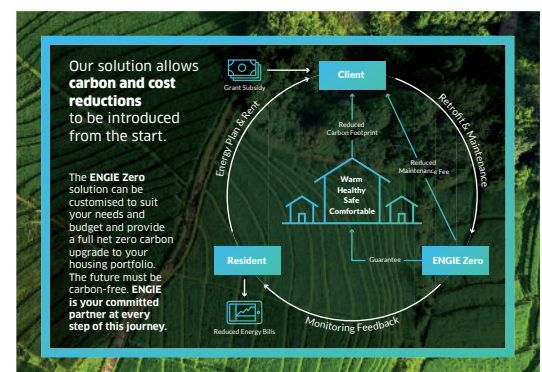 Our solution allows
carbon and cost
reductions
to be introduced
from the start.
The ENGIE Zero
solution can be
customised to suit
your needs and
budget and provide
a full net zero carbon
upgrade to your
housing portfolio.
The future must be
carbon-free. ENGIE
is your committed
partner at every
step of this journey.
Grant Subsidy
Client
Energy Plan & Rent
Retrofit & Maintenance
Reduced
Carbon Footprint
Reduced
Maintenance Fee
Warm
Healthy
Safe
Comfortable
Resident
Guarantee
ENGIE Zero
Reduced Energy Bills
Monitoring Feedback